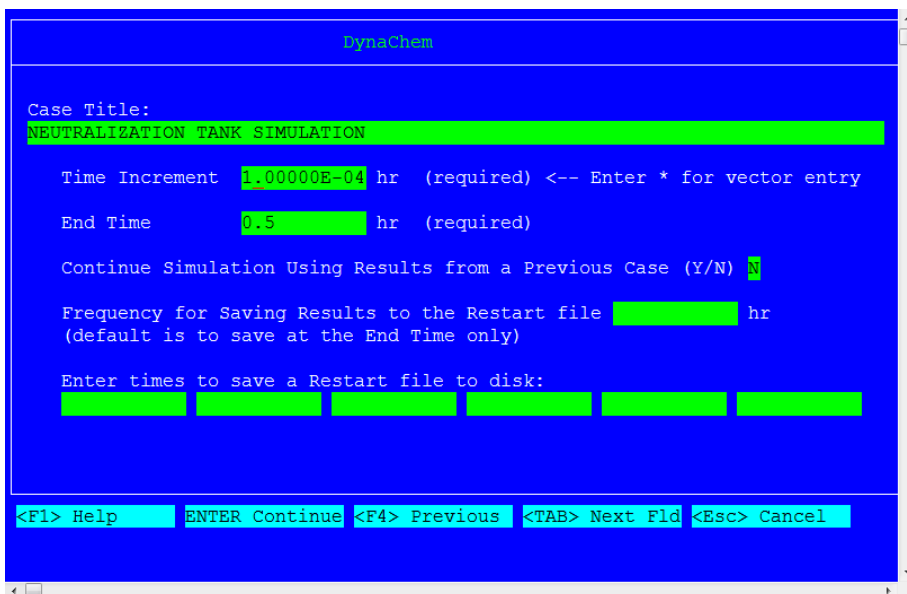 DynaChem
Case Title:
NEUTRALIZATION TANK SIMULATION
Time Increment 1.00000E-04 hr (required) <-- Enter * for vector entry
End Time 0.5 hr (required)
Continue Simulation Using Results from a Previous Case (Y/N) N
Frequency for Saving Results to the Restart file hr
(default is to save at the End Time only)
Enter times to save a Restart file to disk:
<F1> Help ENTER Continue <F4> Previous <TAB> Next Fld <Esc> Cancel